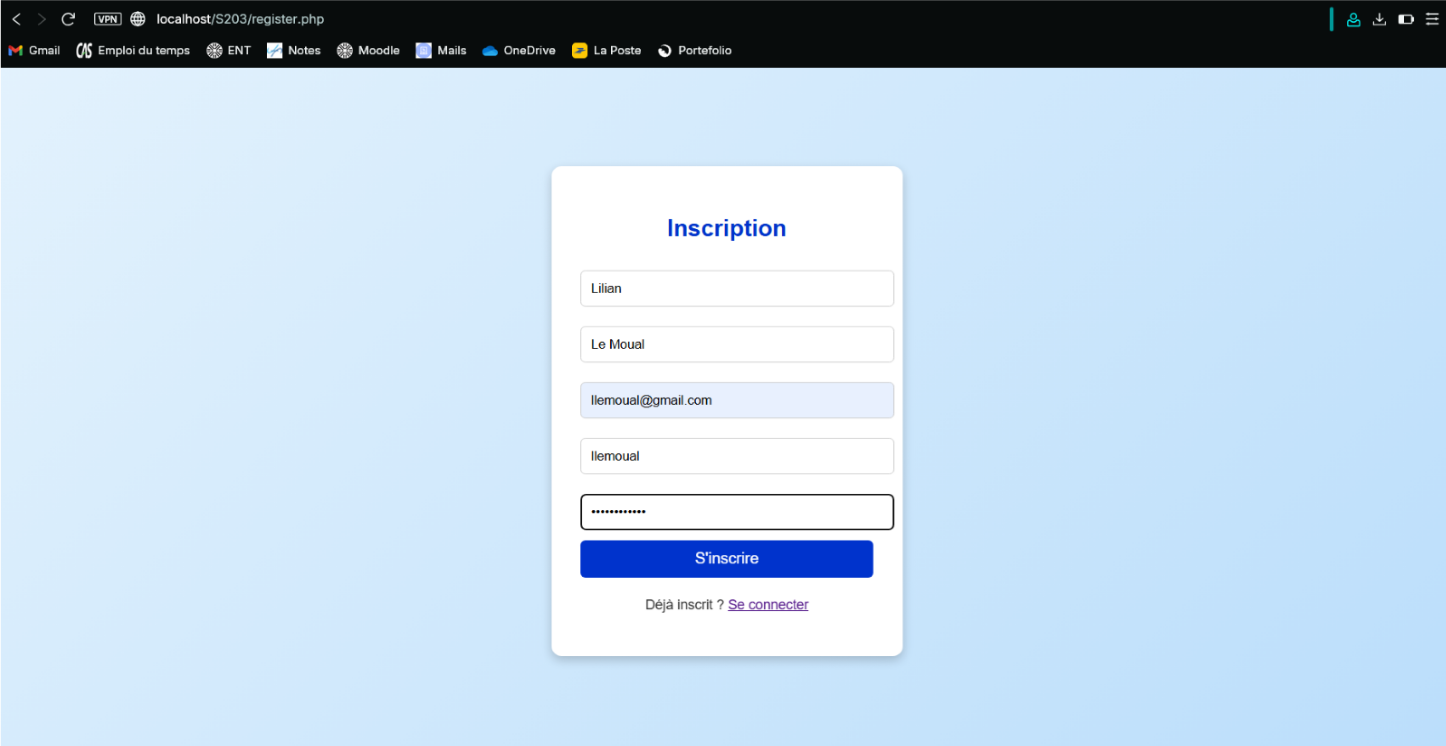 VPN localhost/S203/register.php
Gmail CAS Emploi du temps ENT Notes Moodle Mails OneDrive La Poste Portefolio
Inscription
Lilian
Le Moual
llemoual@gmail.com
llemoual
••••••••••••
S'inscrire
Déjà inscrit ? Se connecter